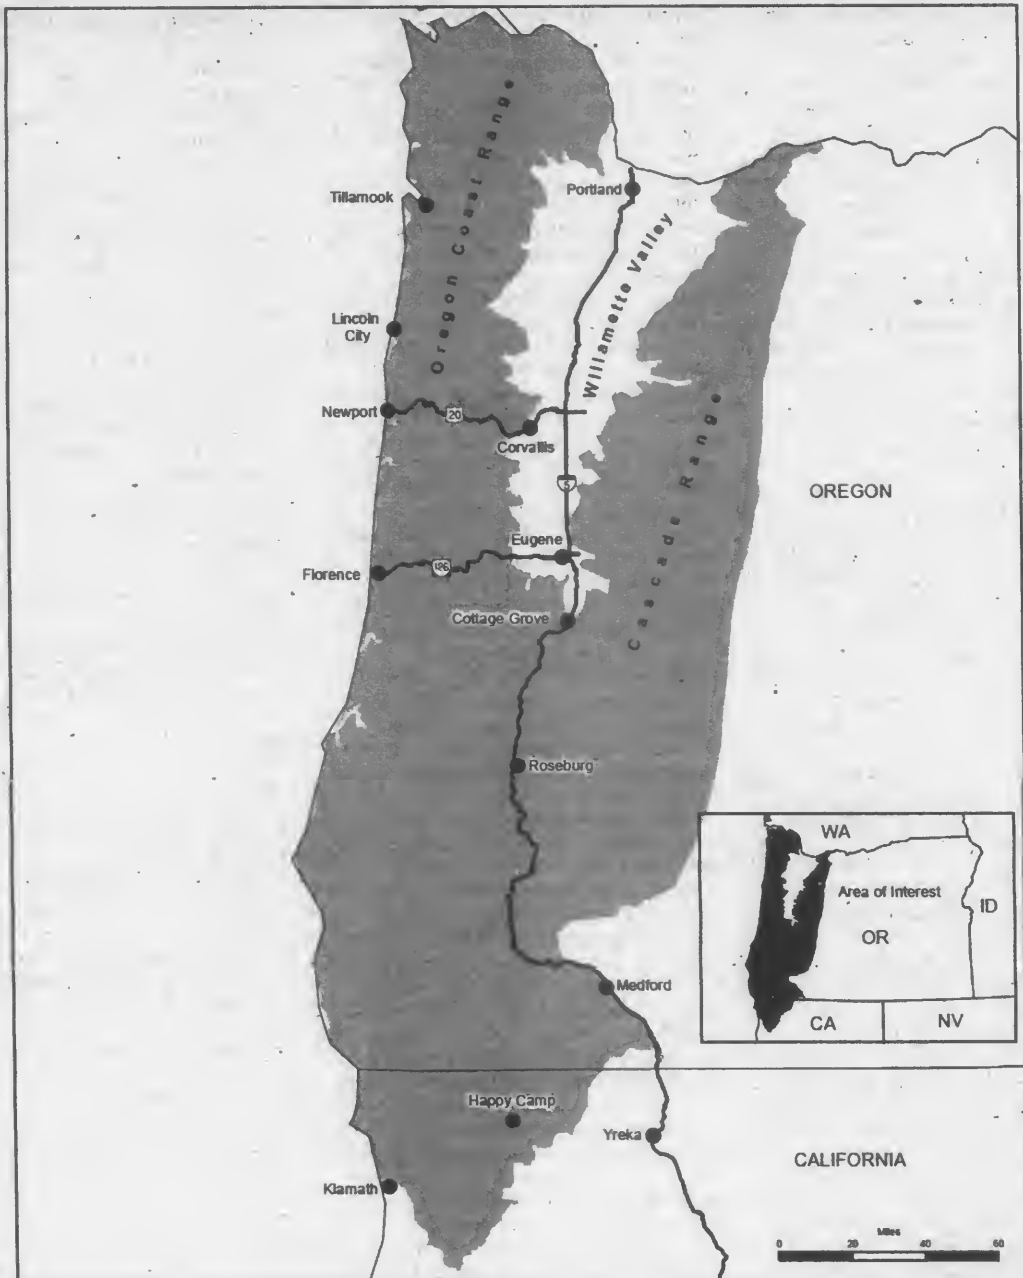 Oregon Coast Range
Portland
Tillamook
Willamette Valley
Lincoln
City
Newport
20
Corvallis
Cascade Range
5
OREGON
Eugene
Florence
126
Cottage Grove
Roseburg
WA
Area of Interest
ID
OR
Medford
CA
NV
Happy Camp
Yreka
CALIFORNIA
Klamath
Miles
0 20 40 60